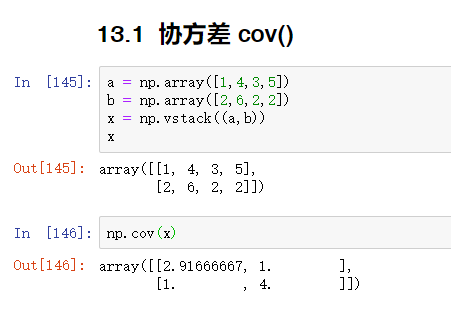 13.1 协方差 cov()
In [145]: a = np.array([1,4,3,5])
b = np.array([2,6,2,2])
x = np.vstack((a,b))
x
Out[145]: array([[1, 4, 3, 5],
[2, 6, 2, 2]])
In [146]: np.cov(x)
Out[146]: array([[2.91666667, 1.        ],
[1.        , 4.        ]])